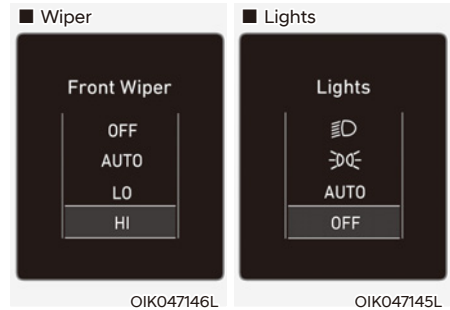 ■ Wiper
Front Wiper
OFF
AUTO
LO
HI
OIK047146L
■ Lights
Lights
AUTO
OFF
OIK047145L